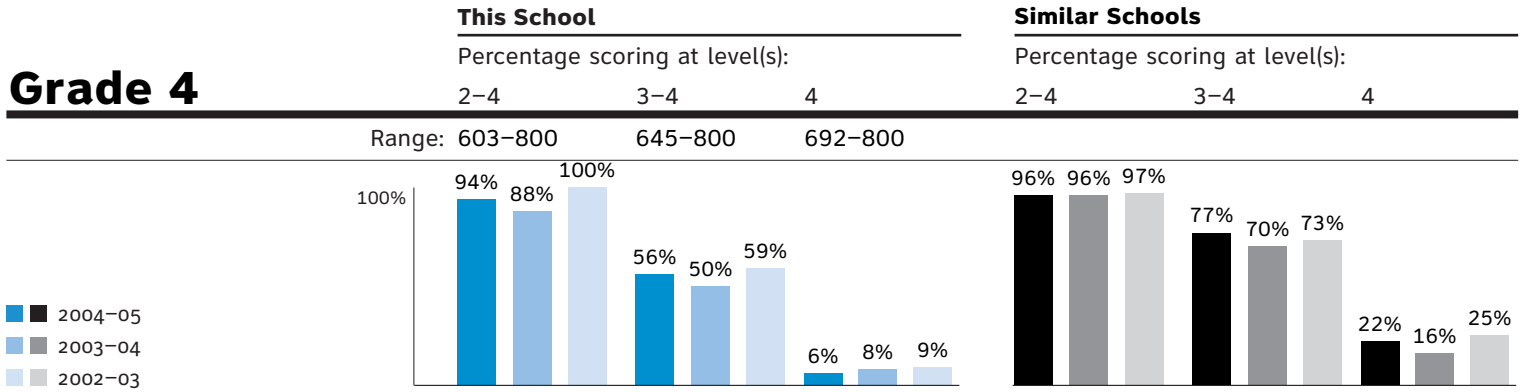 This School Similar Schools
Percentage scoring at level(s): Percentage scoring at level(s):
Grade 4 2–4 3–4 4 2–4 3–4 4
Range: 603–800 645–800 692–800
100%
94% 88% 100% 56% 50% 59% 6% 8% 9%
96% 96% 97% 77% 70% 73% 22% 16% 25%
2004–05
2003–04
2002–03